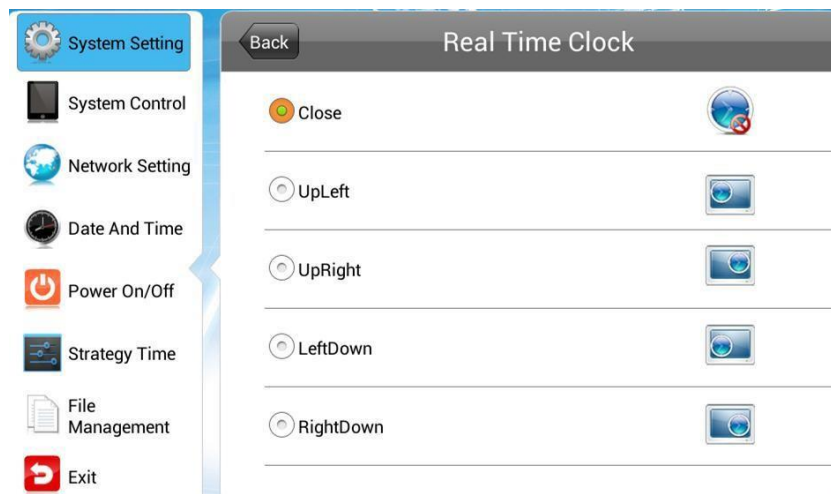 System Setting
System Control
Network Setting
Date And Time
Power On/Off
Strategy Time
File
Management
Exit
Back
Real Time Clock
Close
UpLeft
UpRight
LeftDown
RightDown